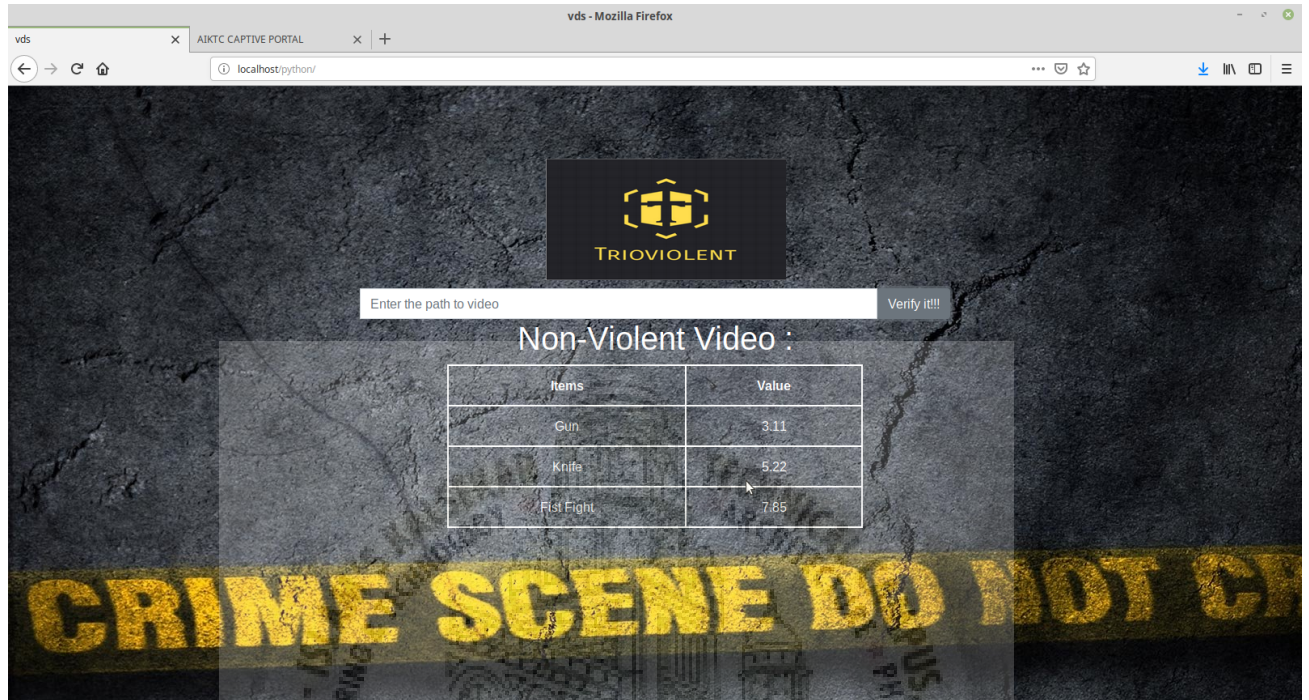 vds - Mozilla Firefox
vds
AIKTC CAPTIVE PORTAL
localhost/python/
TRIOVIOLENT
Enter the path to video
Verify it!!!
Non-Violent Video :
Items Value
Gun 3.11
Knife 5.22
Fist Fight 7.85
CRIME SCENE DO NOT CR